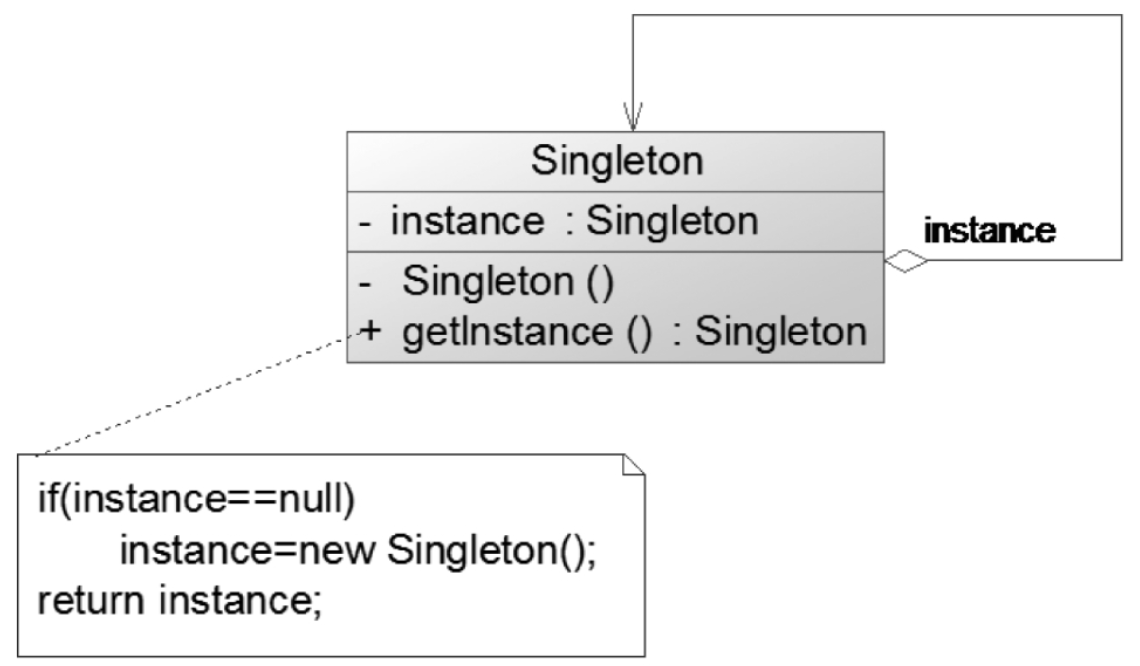 Singleton
- instance : Singleton
instance
- Singleton ()
+ getInstance () : Singleton
if(instance==null)
instance=new Singleton();
return instance;